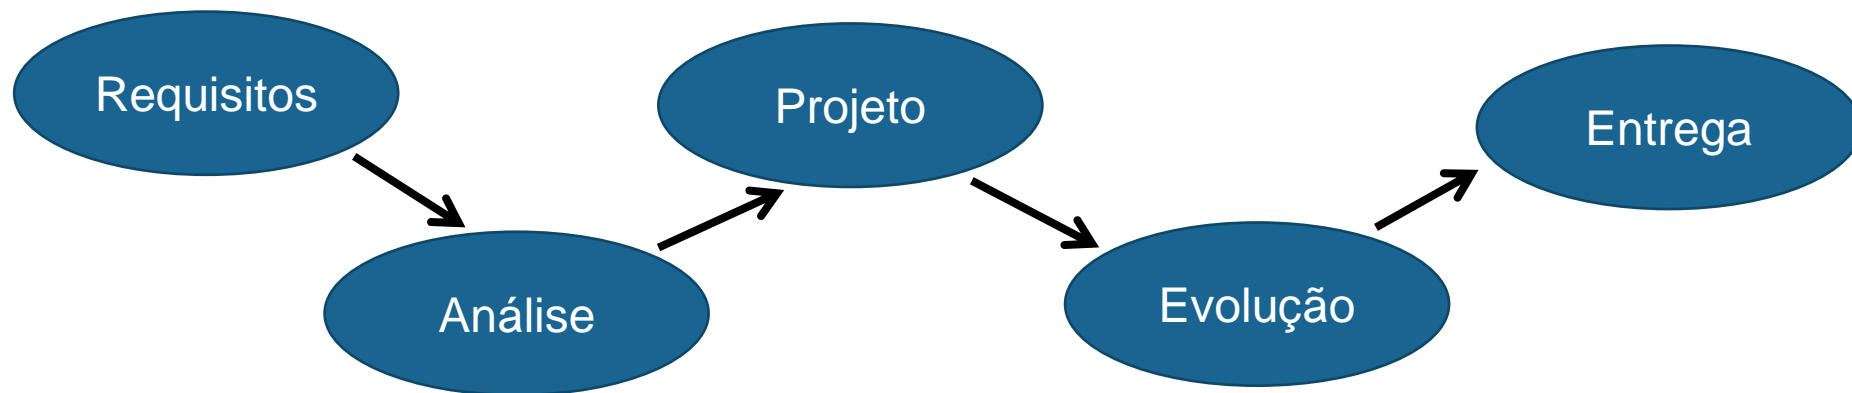 Requisitos
Análise
Projeto
Evolução
Entrega